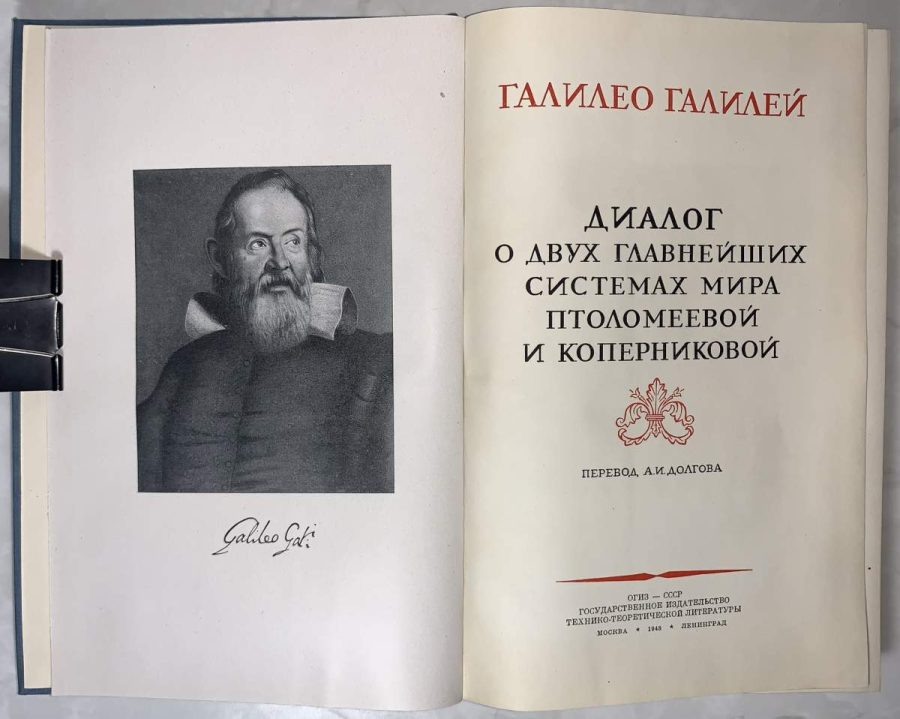 Galileo Gal:
ГАЛИЛЕО ГАЛИЛЕЙ
ДИАЛОГ
О ДВУХ ГЛАВНЕЙШИХ
СИСТЕМАХ МИРА
ПТОЛОМЕЕВОЙ
И КОПЕРНИКОВОЙ
ПЕРЕВОД А.И.ДОЛГОВА
ОГИЗ — СССР
ГОСУДАРСТВЕННОЕ ИЗДАТЕЛЬСТВО
ТЕХНИКО-ТЕОРЕТИЧЕСКОЙ ЛИТЕРАТУРЫ
МОСКВА * 1948 * ЛЕНИНГРАД